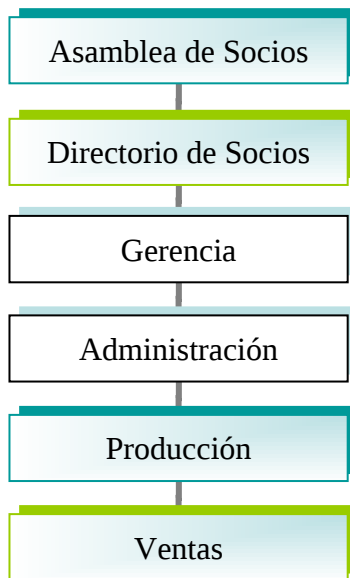 Asamblea de Socios
Directorio de Socios
Gerencia
Administración
Producción
Ventas